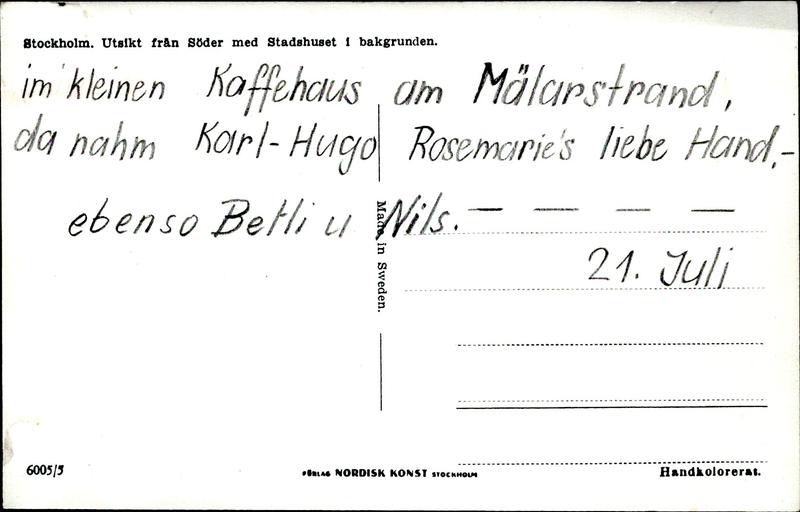 Stockholm. Utsikt från Söder med Stadshuset i bakgrunden.
im kleinen Kaffehaus am Mälarstrand,
da nahm Karl-Hugo Rosemarie's liebe Hand.-
ebenso Betli u Nils. — — — —
21. Juli
Made in Sweden.
6005/5
FÖRLAG NORDISK KONST STOCKHOLM
Handkolorerat.